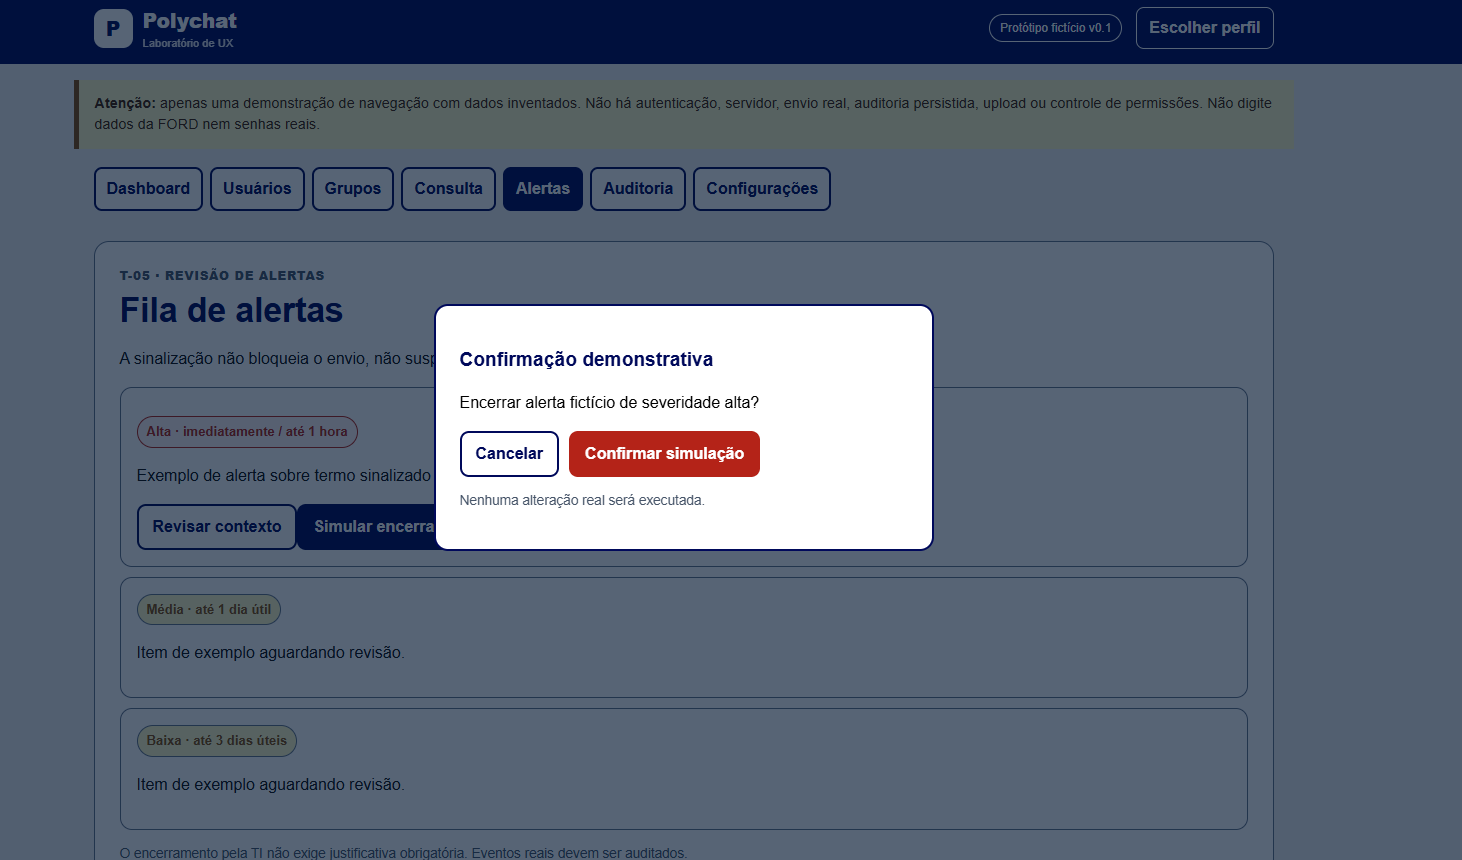 P
Polychat
Laboratório de UX
Protótipo fictício v0.1
Escolher perfil
Atenção: apenas uma demonstração de navegação com dados inventados. Não há autenticação, servidor, envio real, auditoria persistida, upload ou controle de permissões. Não digite
dados da FORD nem senhas reais.
Dashboard
Usuários
Grupos
Consulta
Alertas
Auditoria
Configurações
T-05 · REVISÃO DE ALERTAS
Fila de alertas
A sinalização não bloqueia o envio, não susp
Alta · imediatamente / até 1 hora
Exemplo de alerta sobre termo sinalizado
Revisar contexto
Simular encerra
Confirmação demonstrativa
Encerrar alerta fictício de severidade alta?
Cancelar
Confirmar simulação
Nenhuma alteração real será executada.
Média · até 1 dia útil
Item de exemplo aguardando revisão.
Baixa · até 3 dias úteis
Item de exemplo aguardando revisão.
O encerramento pela TI não exige justificativa obrigatória. Eventos reais devem ser auditados.